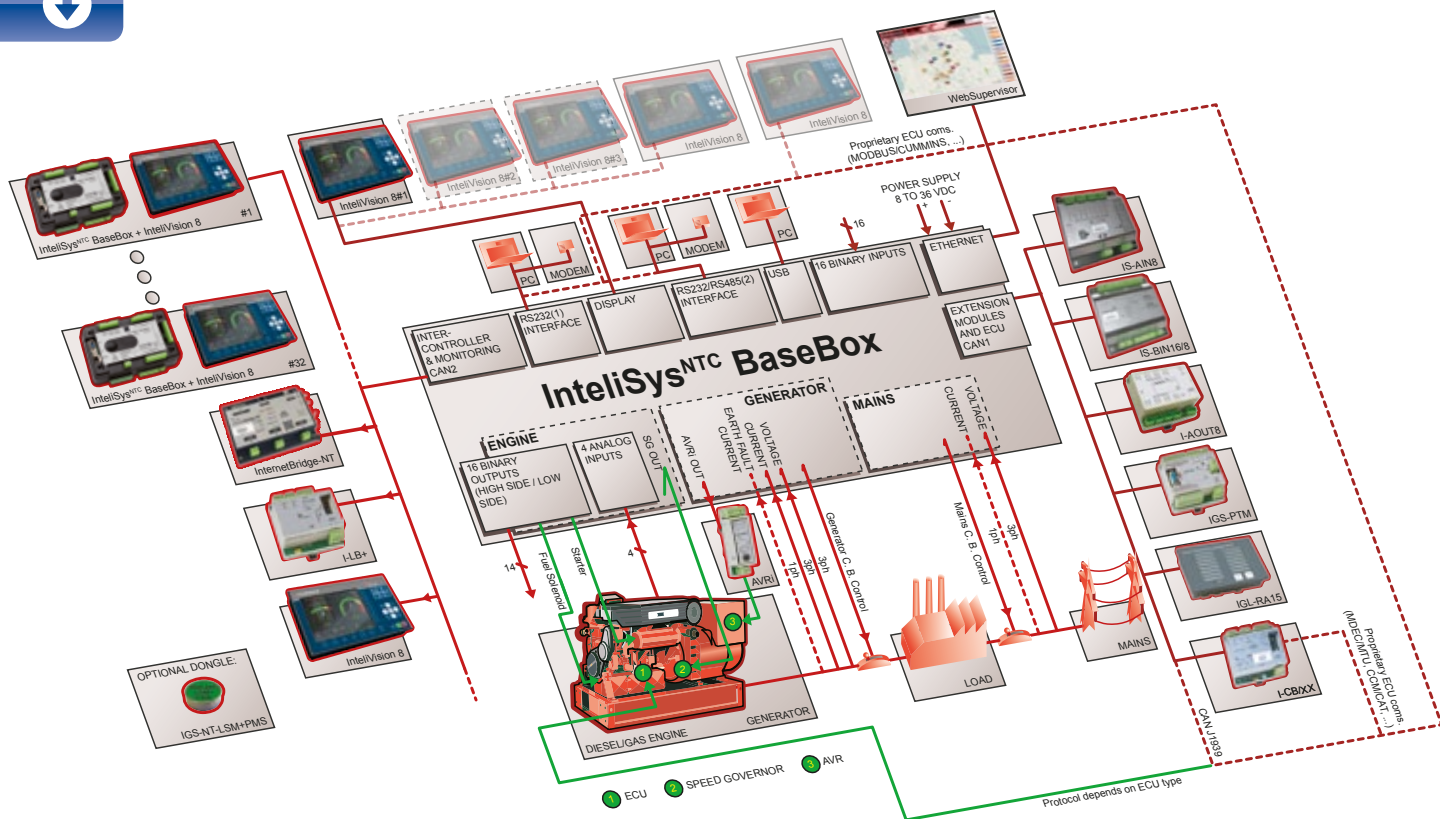 WebSupervisor
InteliVision 8
InteliVision 8
InteliVision 8#3
InteliVision 8#2
InteliVision 8#1
Proprietary ECU coms.
(MODBUS/CUMMINS, ...)
POWER SUPPLY
8 TO 36 VDC
+ -
#1
InteliSysNTC BaseBox + InteliVision 8
#32
InteliSysNTC BaseBox + InteliVision 8
InternetBridge-NT
I-LB+
InteliVision 8
OPTIONAL DONGLE:
IGS-NT-LSM+PMS
PC
MODEM
PC
MODEM
PC
16
INTER-
CONTROLLER
& MONITORING
CAN2
RS232(1)
INTERFACE
DISPLAY
RS232/RS485(2)
INTERFACE
USB
16 BINARY INPUTS
ETHERNET
EXTENSION
MODULES
AND ECU
CAN1
InteliSysNTC BaseBox
ENGINE
16 BINARY
OUTPUTS
(HIGH SIDE / LOW
SIDE)
4 ANALOG
INPUTS
SG OUT
GENERATOR
AVRi OUT
EARTH FAULT
CURRENT
CURRENT
VOLTAGE
MAINS
CURRENT
VOLTAGE
14
Fuel Solenoid
Starter
4
AVRi
1ph
3ph
3ph
Generator C. B. Control
Mains C. B. Control
1ph
3ph
IS-AIN8
IS-BIN16/8
I-AOUT8
IGS-PTM
IGL-RA15
I-CB/XX
MAINS
LOAD
GENERATOR
DIESEL/GAS ENGINE
1
2
3
1 ECU
2 SPEED GOVERNOR
3 AVR
CAN J1939
Proprietary ECU coms.
(MDEC/MTU, CCM/CAT, ...)
Protocol depends on ECU type